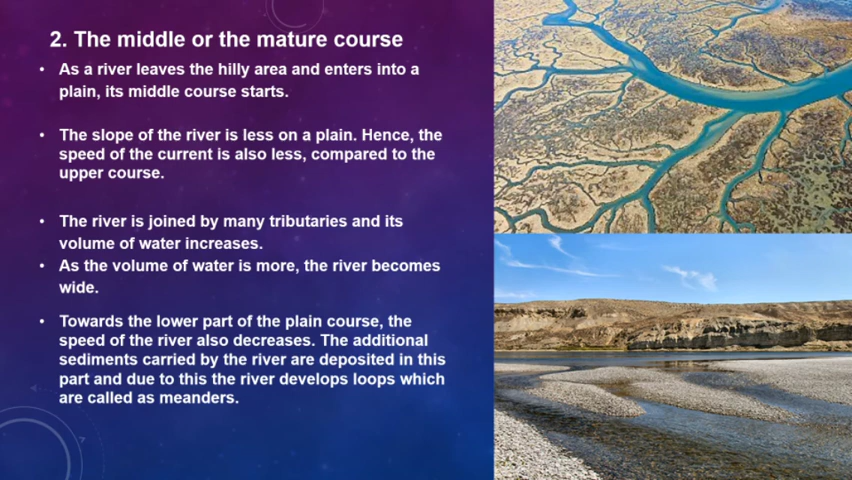 2. The middle or the mature course
• As a river leaves the hilly area and enters into a
plain, its middle course starts.
• The slope of the river is less on a plain. Hence, the
speed of the current is also less, compared to the
upper course.
• The river is joined by many tributaries and its
volume of water increases.
• As the volume of water is more, the river becomes
wide.
• Towards the lower part of the plain course, the
speed of the river also decreases. The additional
sediments carried by the river are deposited in this
part and due to this the river develops loops which
are called as meanders.